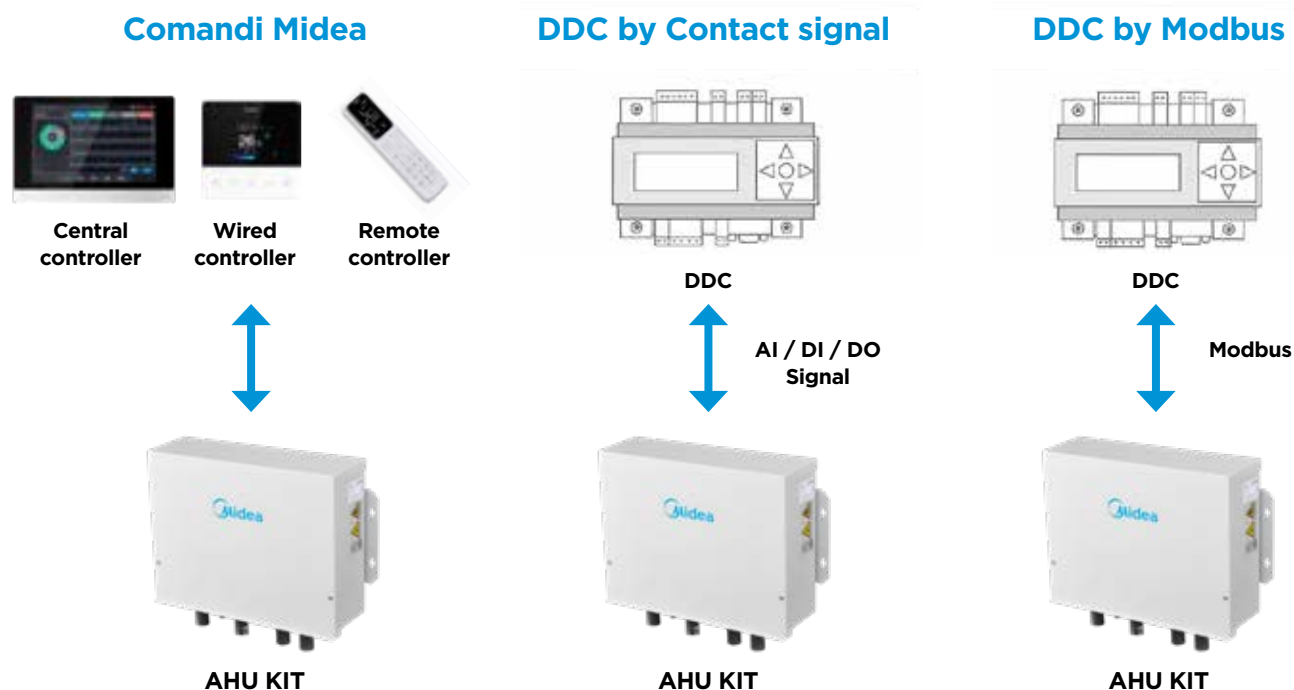 Comandi Midea
DDC by Contact signal
DDC by Modbus
Central
controller
Wired
controller
Remote
controller
DDC
DDC
AI / DI / DO
Signal
Modbus
Midea
Midea
Midea
AHU KIT
AHU KIT
AHU KIT